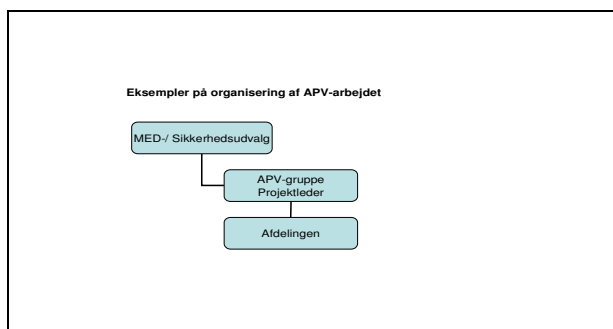 Eksempler på organisering af APV-arbejdet
MED-/ Sikkerhedsudvalg
APV-gruppe
Projektleder
Afdelingen